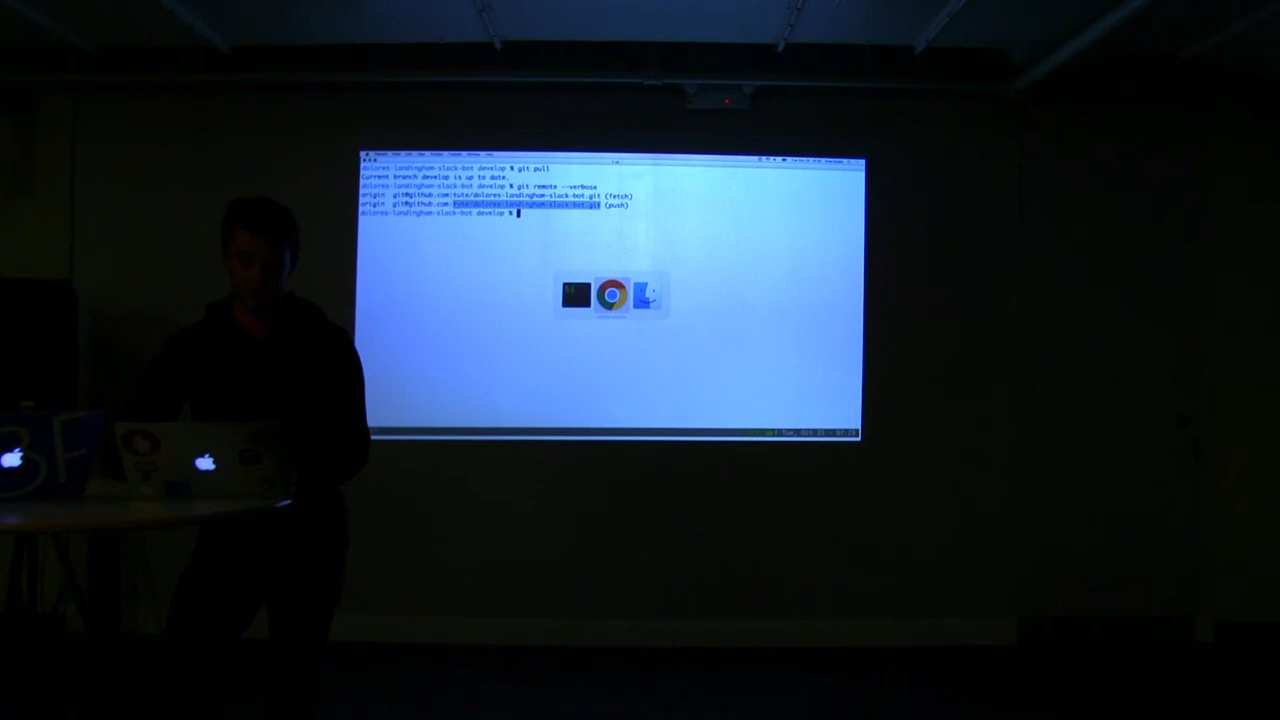 dolores-landingham-slack-bot develop % git pull
Current branch develop is up to date.
dolores-landingham-slack-bot develop % git remote --verbose
origin git@github.com:tute/dolores-landingham-slack-bot.git (fetch)
origin git@github.com:tute/dolores-landingham-slack-bot.git (push)
dolores-landingham-slack-bot develop %
BF